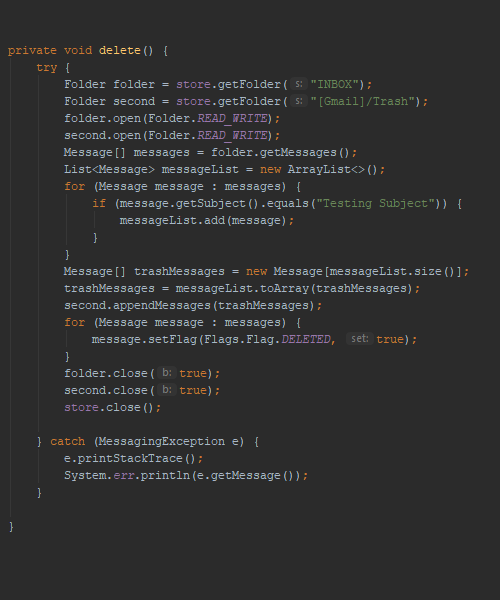 private void delete() {
try {
Folder folder = store.getFolder( s: "INBOX");
Folder second = store.getFolder( s: "[Gmail]/Trash");
folder.open(Folder.READ_WRITE);
second.open(Folder.READ_WRITE);
Message[] messages = folder.getMessages();
List<Message> messageList = new ArrayList<>();
for (Message message : messages) {
if (message.getSubject().equals("Testing Subject")) {
messageList.add(message);
}
}
Message[] trashMessages = new Message[messageList.size()];
trashMessages = messageList.toArray(trashMessages);
second.appendMessages(trashMessages);
for (Message message : messages) {
message.setFlag(Flags.Flag.DELETED, set: true);
}
folder.close( b: true);
second.close( b: true);
store.close();
} catch (MessagingException e) {
e.printStackTrace();
System.err.println(e.getMessage());
}
}